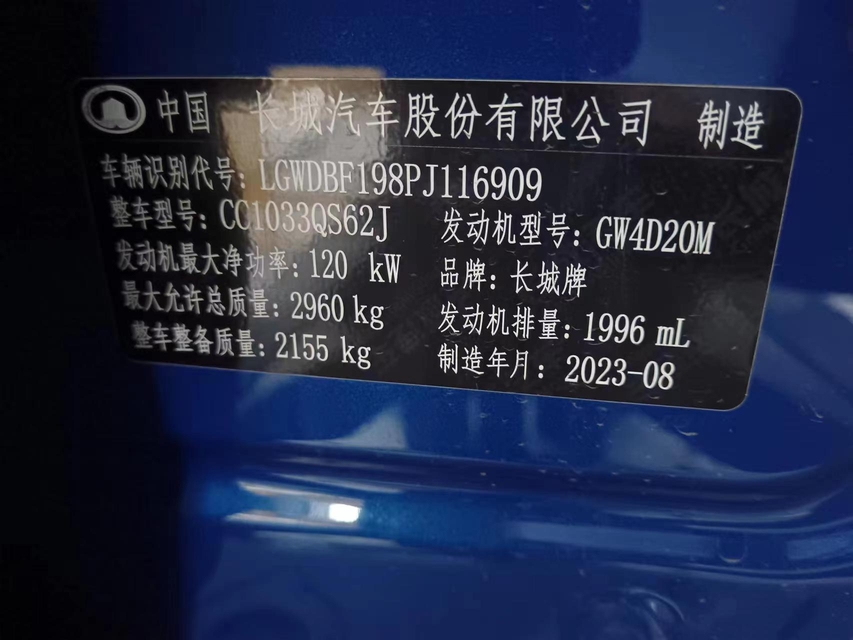 中国 长城汽车股份有限公司 制造
车辆识别代号：LGWDBF198PJ116909
整车型号：CC1033QS62J 发动机型号：GW4D20M
发动机最大净功率：120 kW 品牌：长城牌
最大允许总质量：2960 kg 发动机排量：1996 mL
整车整备质量：2155 kg 制造年月：2023-08